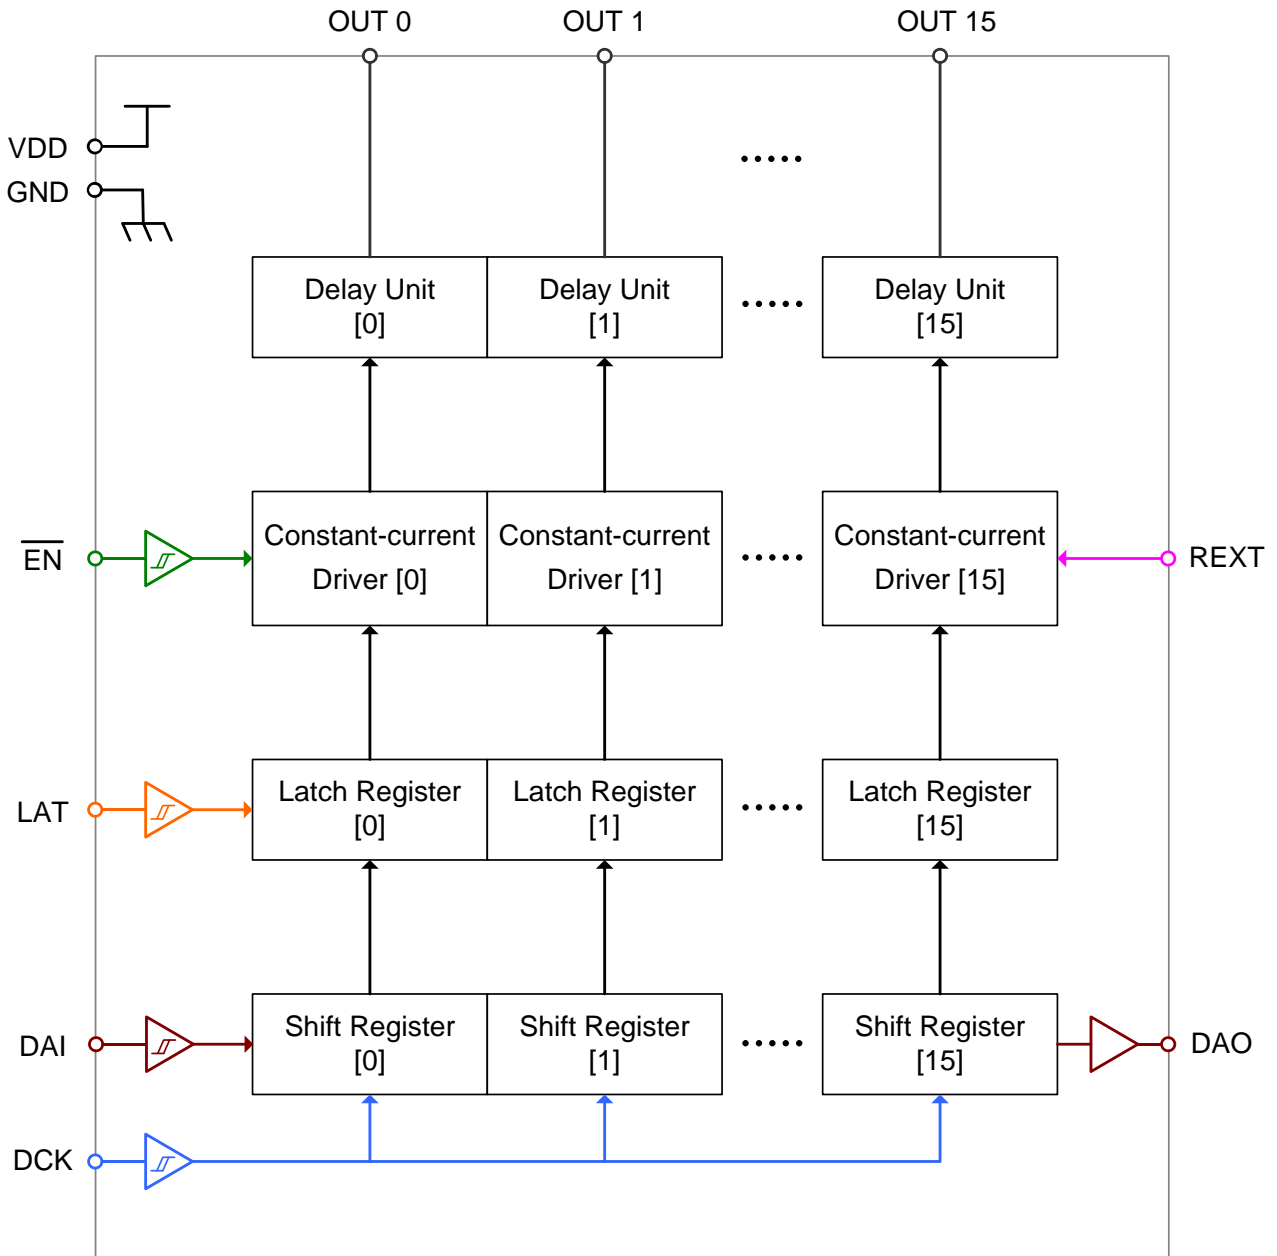 OUT 0 OUT 1 OUT 15
VDD
GND
Delay Unit [0]
Delay Unit [1]
Delay Unit [15]
EN
Constant-current
Driver [0]
Constant-current
Driver [1]
Constant-current
Driver [15]
REXT
LAT
Latch Register
[0]
Latch Register
[1]
Latch Register
[15]
DAI
Shift Register
[0]
Shift Register
[1]
Shift Register
[15]
DAO
DCK